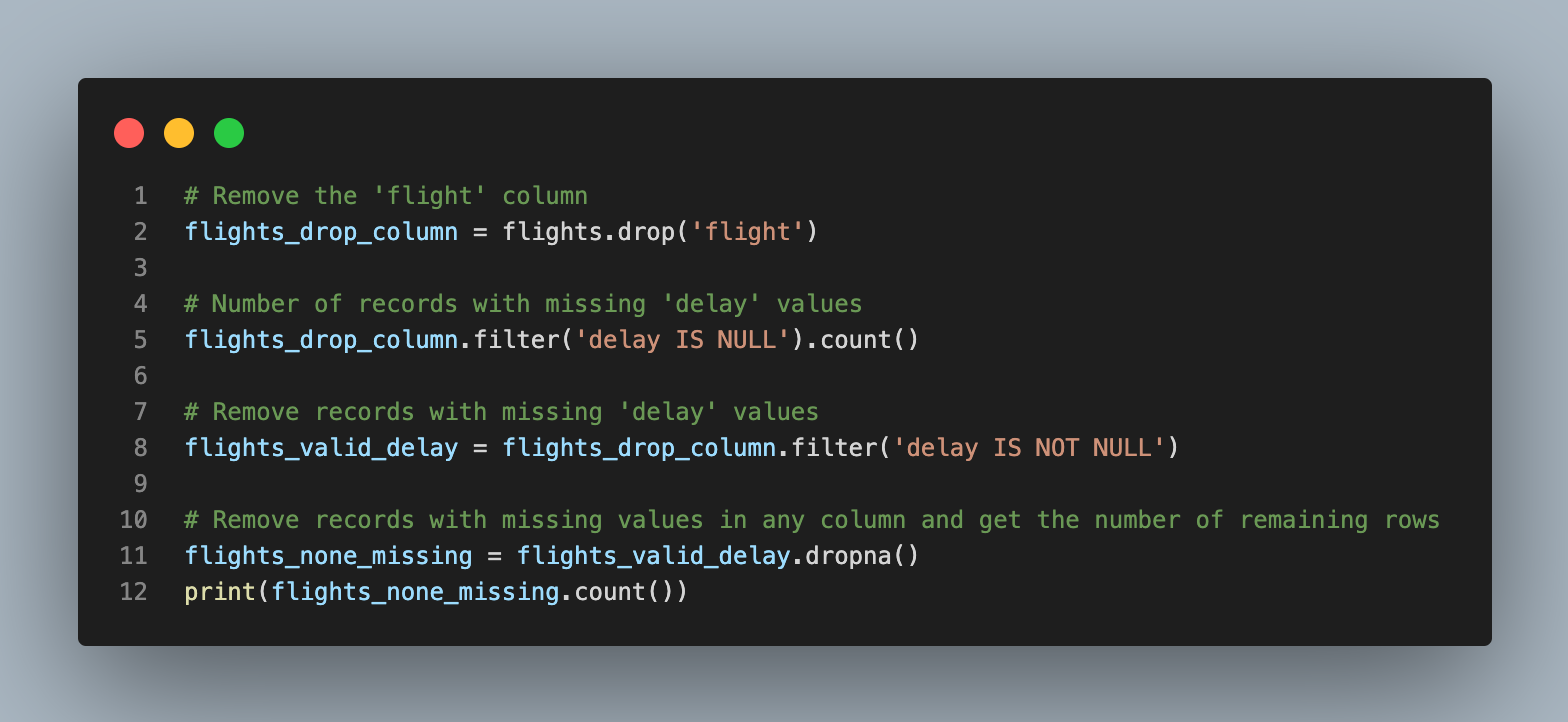 1 # Remove the 'flight' column
2 flights_drop_column = flights.drop('flight')
3
4 # Number of records with missing 'delay' values
5 flights_drop_column.filter('delay IS NULL').count()
6
7 # Remove records with missing 'delay' values
8 flights_valid_delay = flights_drop_column.filter('delay IS NOT NULL')
9
10 # Remove records with missing values in any column and get the number of remaining rows
11 flights_none_missing = flights_valid_delay.dropna()
12 print(flights_none_missing.count())